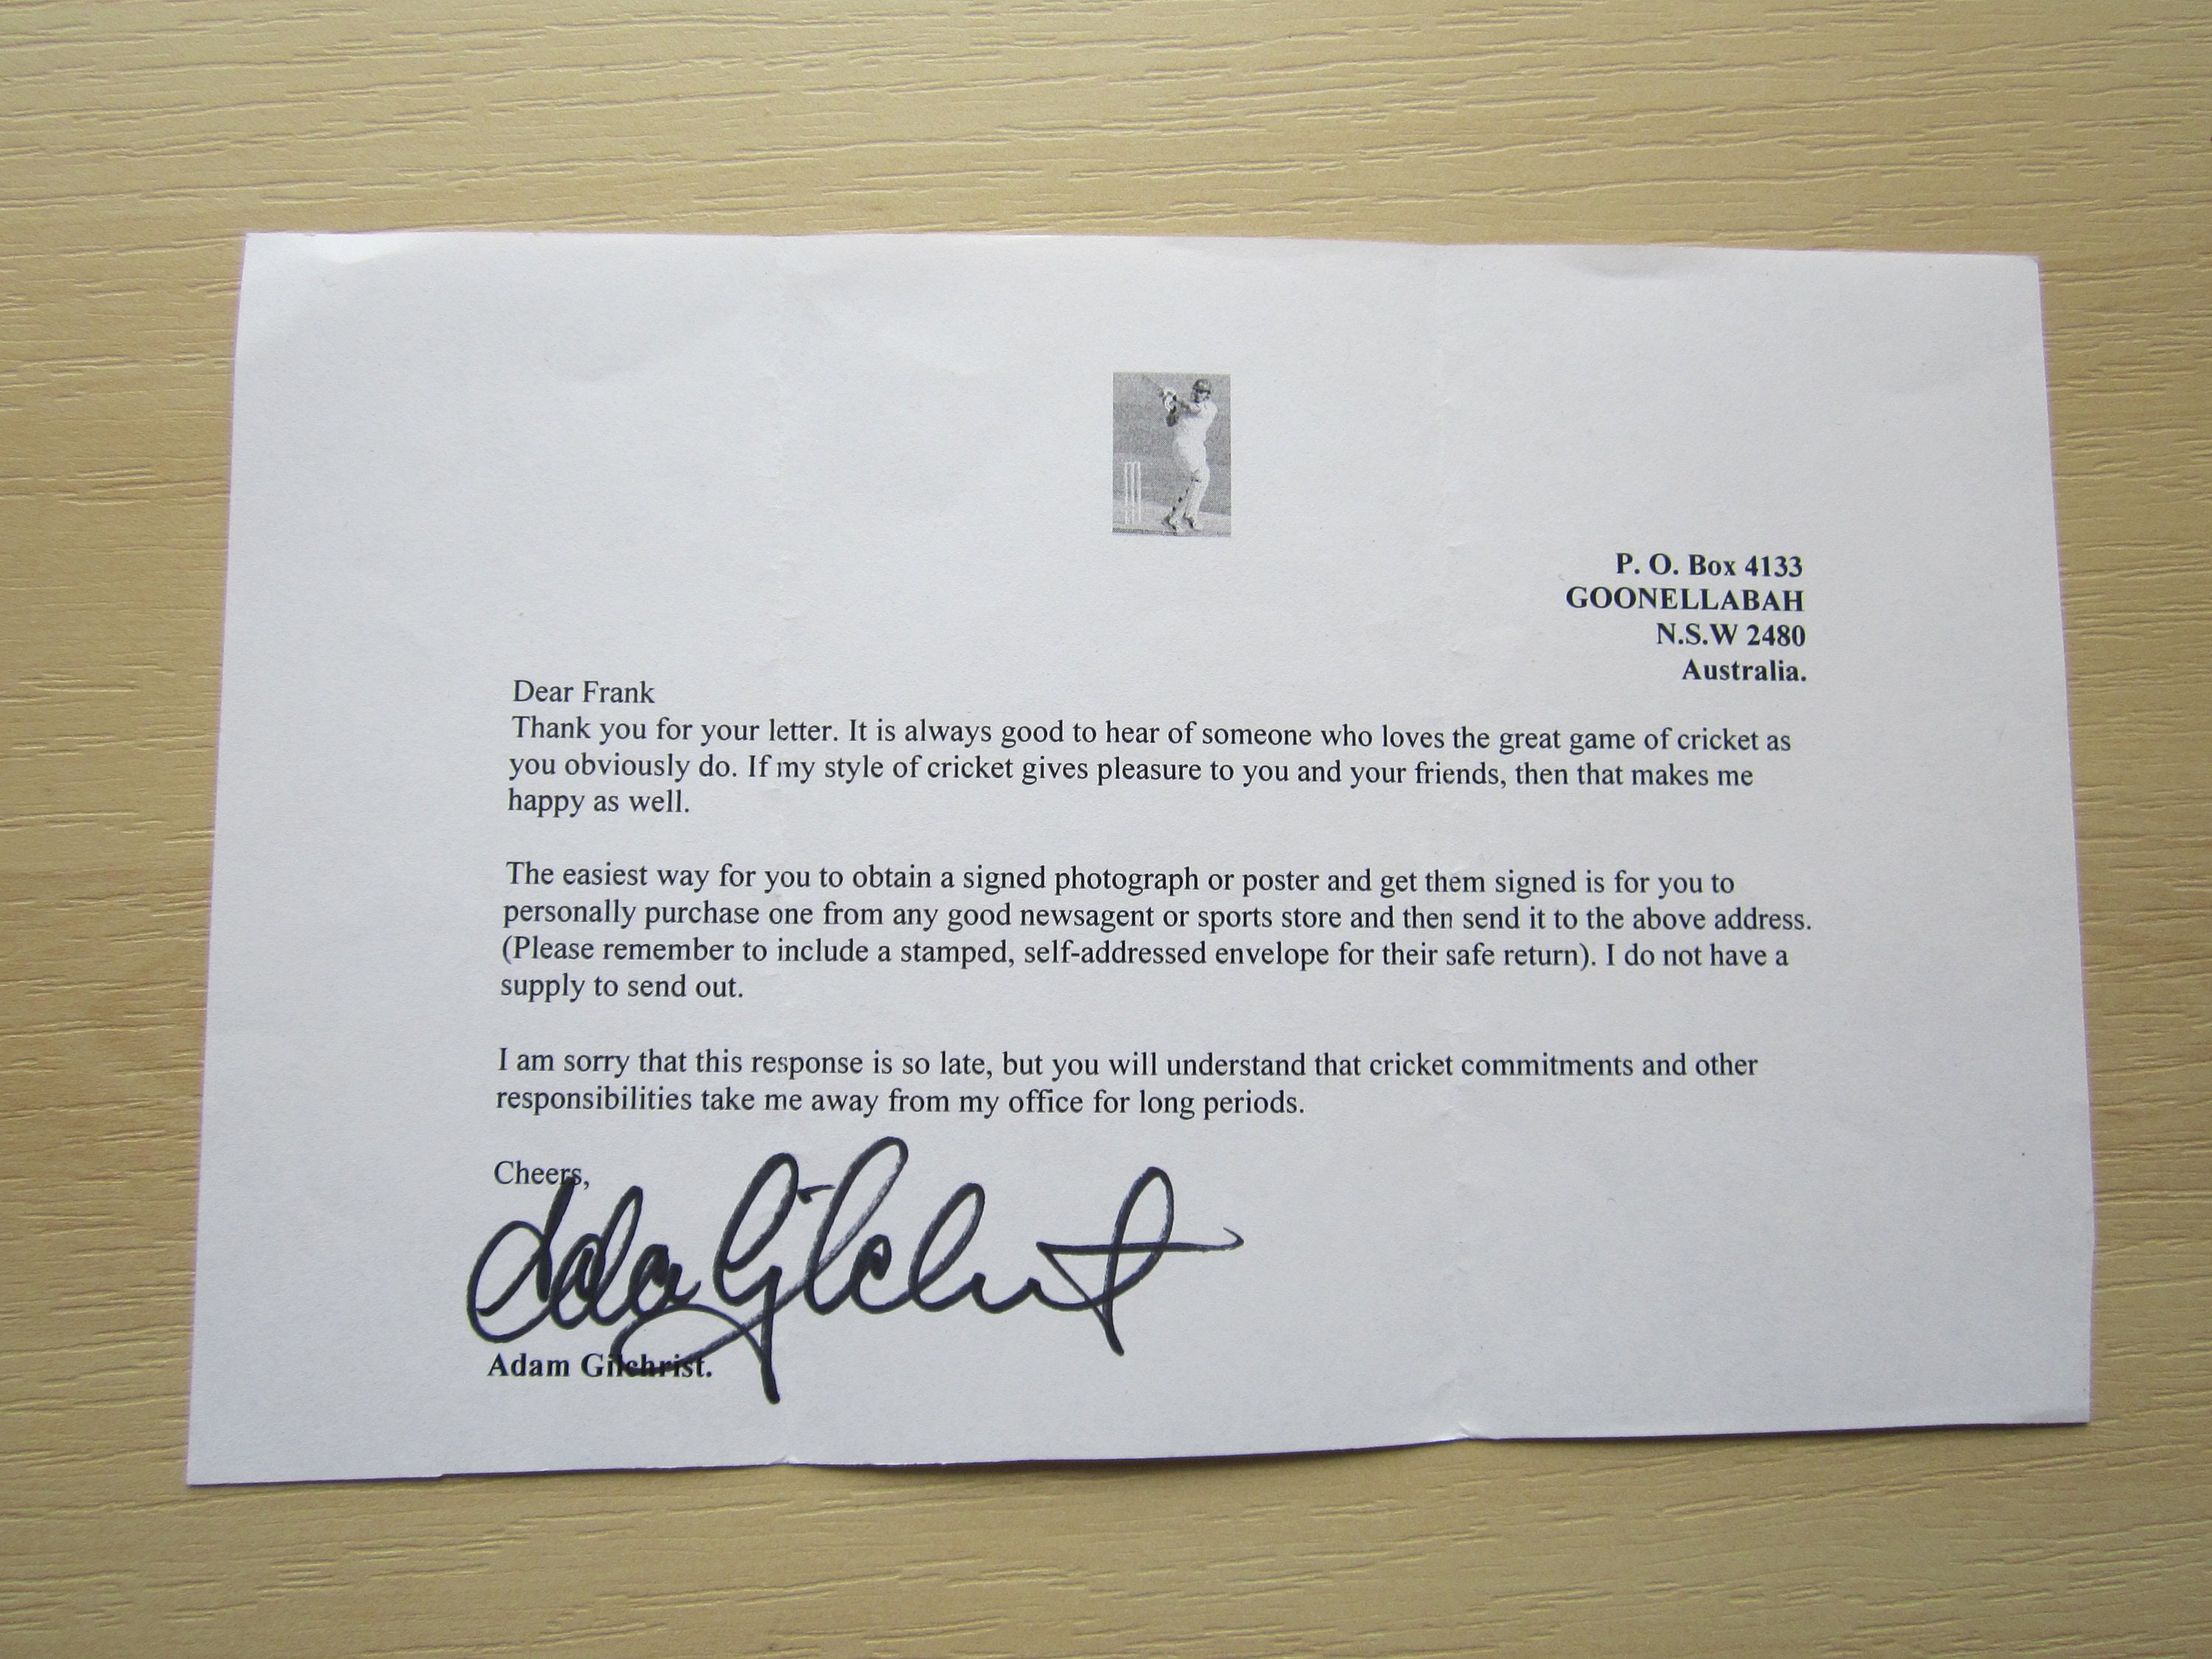 P. O. Box 4133
GOONELLABAH
N.S.W 2480
Australia.
Dear Frank
Thank you for your letter. It is always good to hear of someone who loves the great game of cricket as
you obviously do. If my style of cricket gives pleasure to you and your friends, then that makes me
happy as well.
The easiest way for you to obtain a signed photograph or poster and get them signed is for you to
personally purchase one from any good newsagent or sports store and then send it to the above address.
(Please remember to include a stamped, self-addressed envelope for their safe return). I do not have a
supply to send out.
I am sorry that this response is so late, but you will understand that cricket commitments and other
responsibilities take me away from my office for long periods.
Cheers,
Adam Gilchrist
Adam Gilchrist.